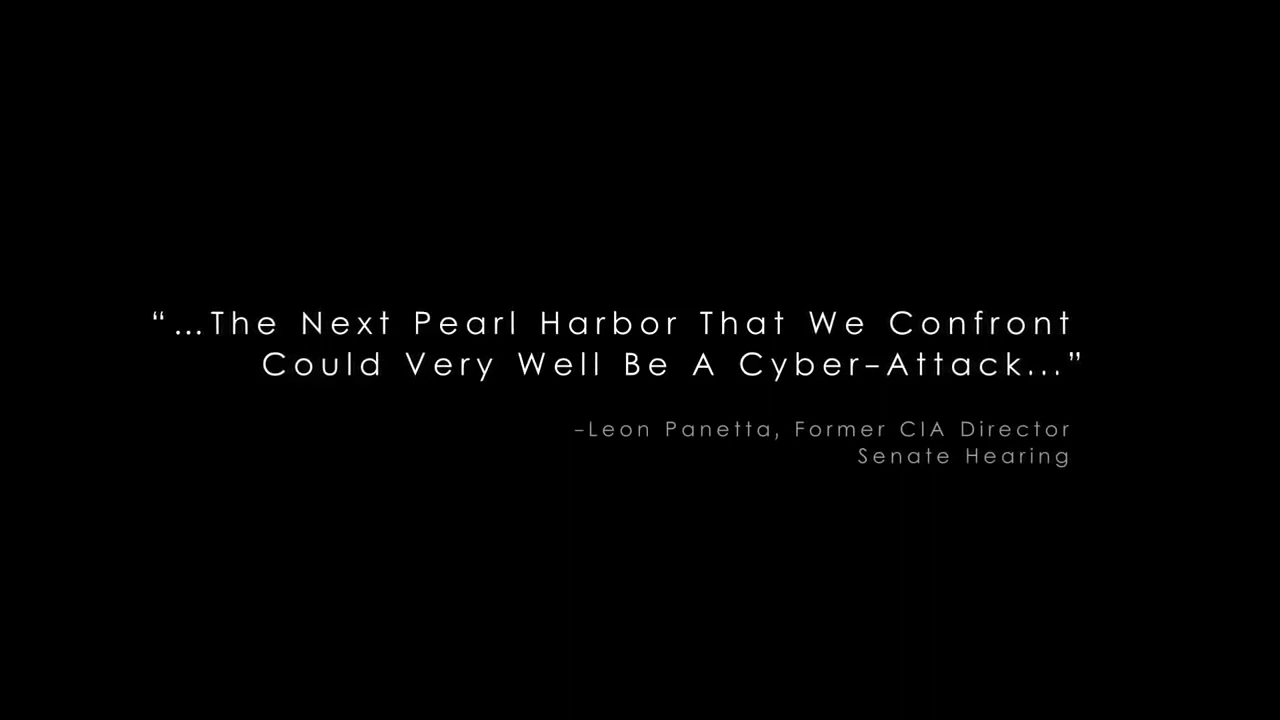 “...The Next Pearl Harbor That We Confront
Could Very Well Be A Cyber–Attack...”
–Leon Panetta, Former CIA Director
Senate Hearing